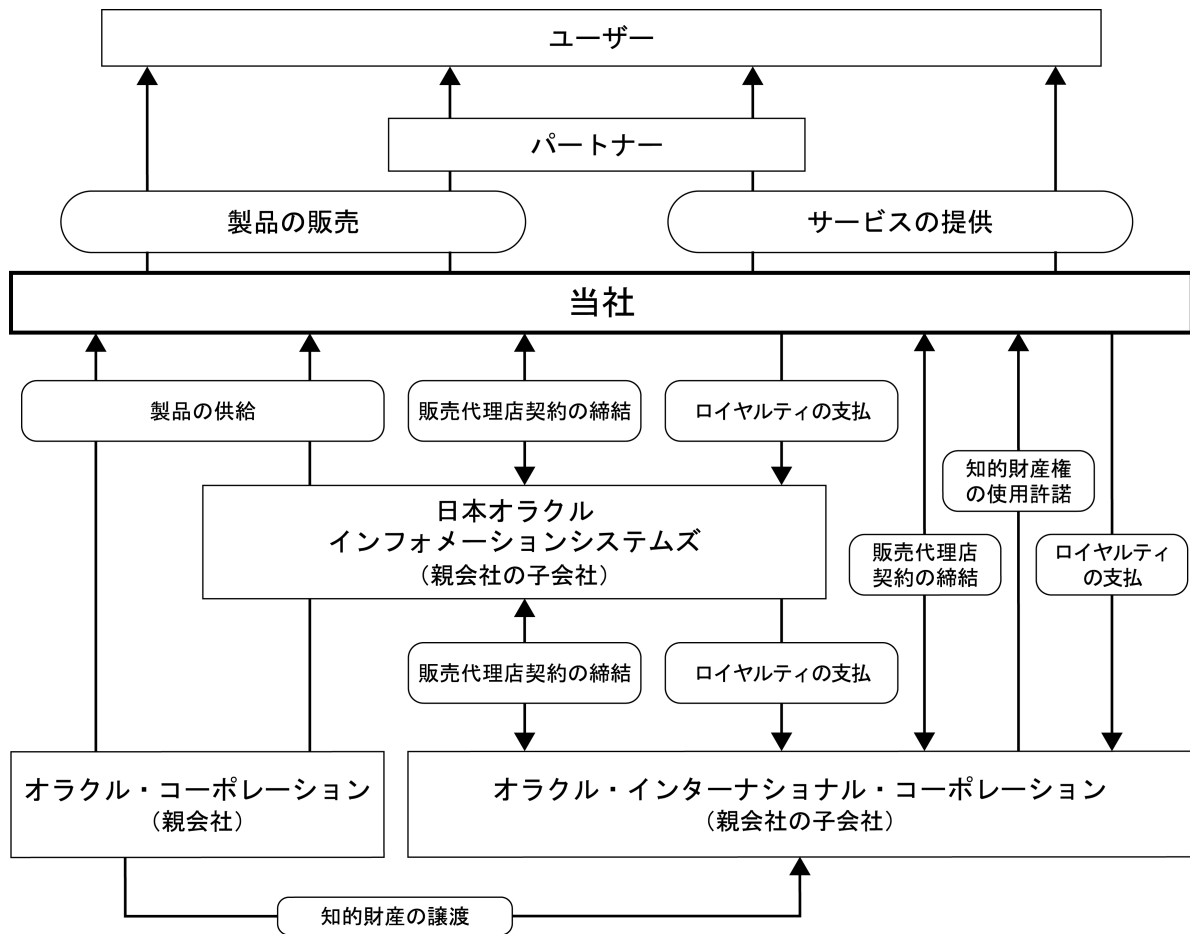 ユーザー
パートナー
製品の販売
サービスの提供
当社
製品の供給
販売代理店契約の締結
ロイヤルティの支払
知的財産権
の使用許諾
日本オラクル
インフォメーションシステムズ
（親会社の子会社）
販売代理店
契約の締結
ロイヤルティ
の支払
販売代理店契約の締結
ロイヤルティの支払
オラクル・コーポレーション
（親会社）
オラクル・インターナショナル・コーポレーション
（親会社の子会社）
知的財産の譲渡